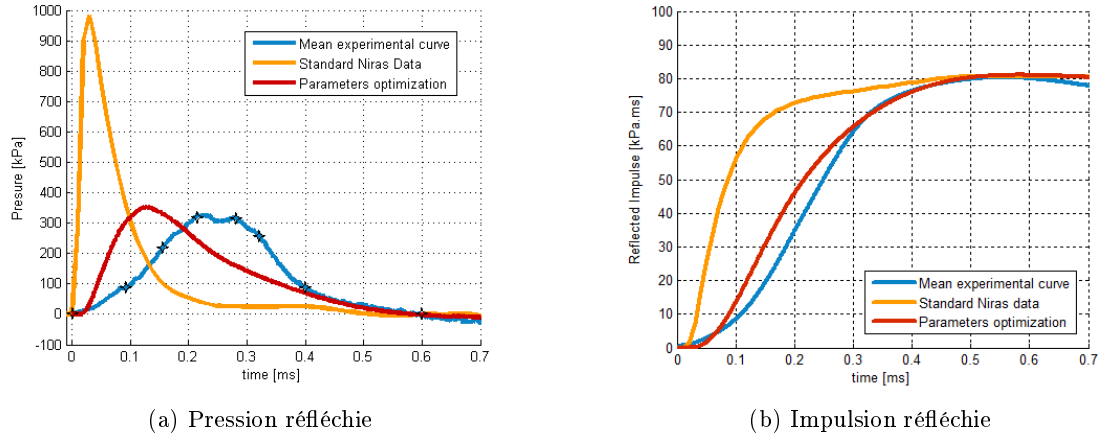 1000
900
800
700
600
500
400
300
200
100
0
-100
Presure [kPa]
Mean experimental curve
Standard Niras Data
Parameters optimization
0 0.1 0.2 0.3 0.4 0.5 0.6 0.7
time [ms]
(a) Pression réfléchie
100
90
80
70
60
50
40
30
20
10
0
Reflected Impulse [kPa.ms]
Mean experimental curve
Standard Niras data
Parameters optimization
0 0.1 0.2 0.3 0.4 0.5 0.6 0.7
time [ms]
(b) Impulsion réfléchie